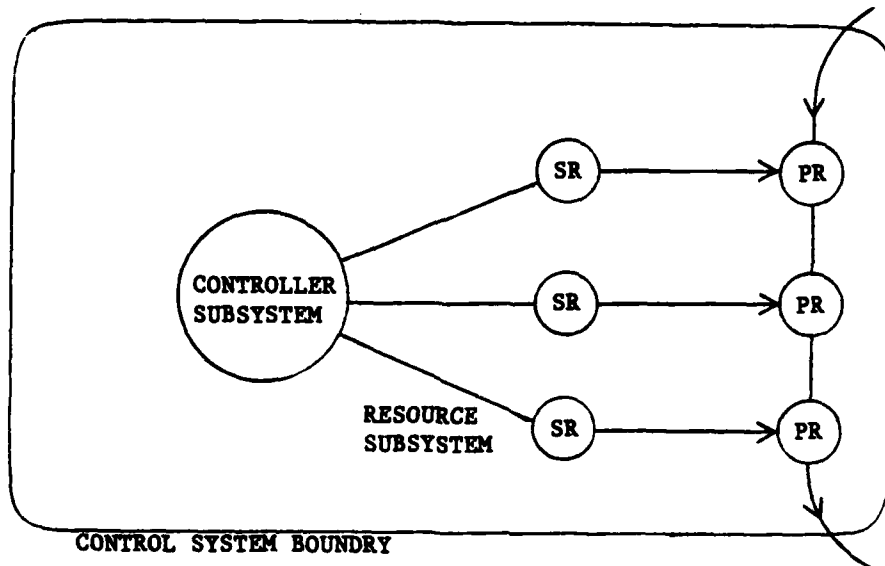 SR
PR
CONTROLLER
SUBSYSTEM
SR
PR
RESOURCE
SUBSYSTEM
SR
PR
CONTROL SYSTEM BOUNDRY